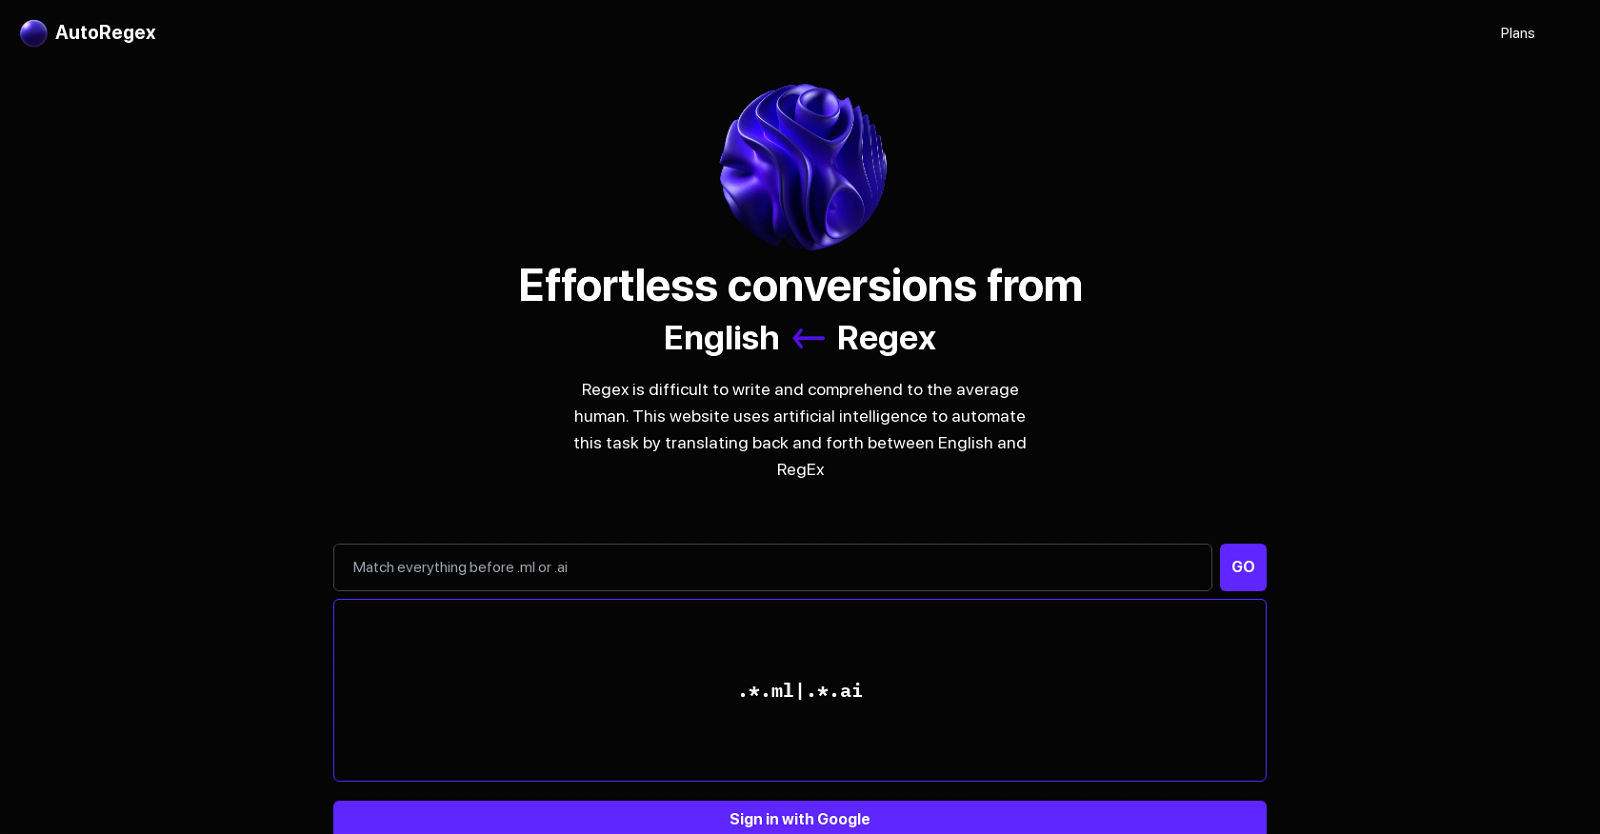 AutoRegex
Plans
Effortless conversions from
English ← Regex
Regex is difficult to write and comprehend to the average
human. This website uses artificial intelligence to automate
this task by translating back and forth between English and
RegEx
Match everything before .ml or .ai
GO
.*.ml|.*.ai
Sign in with Google